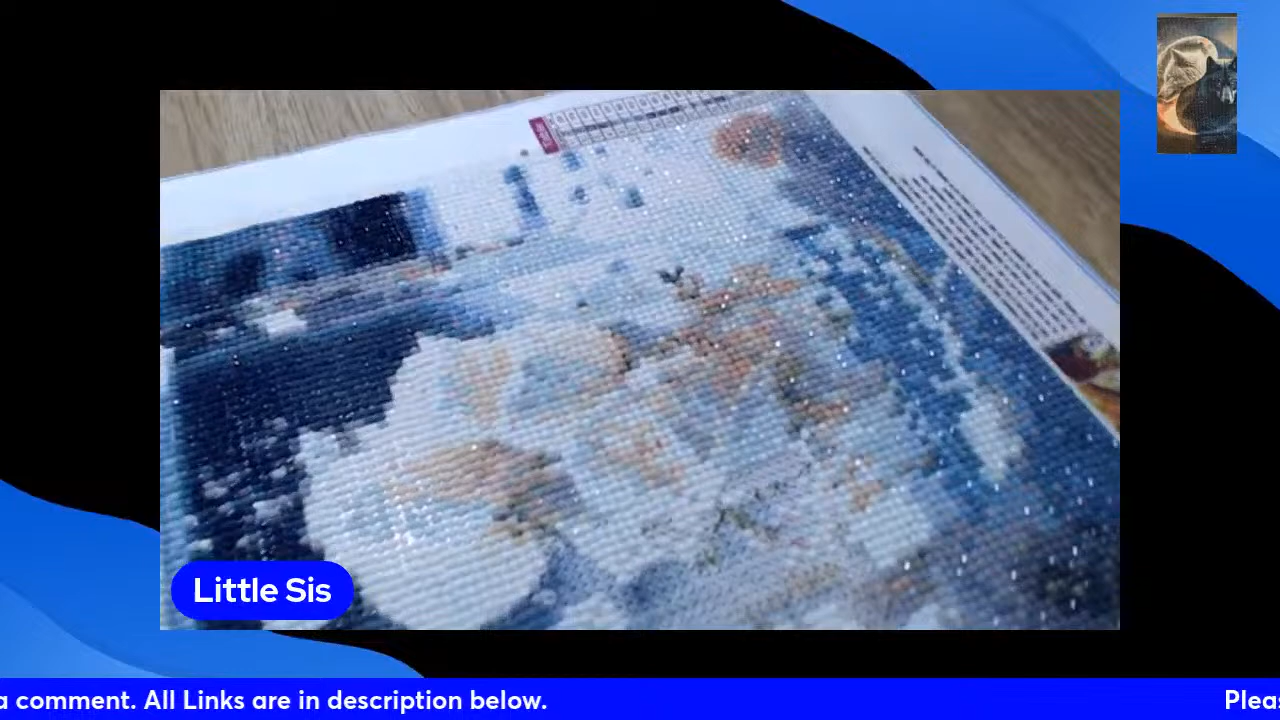 Little Sis
a comment. All Links are in description below.
Pleas